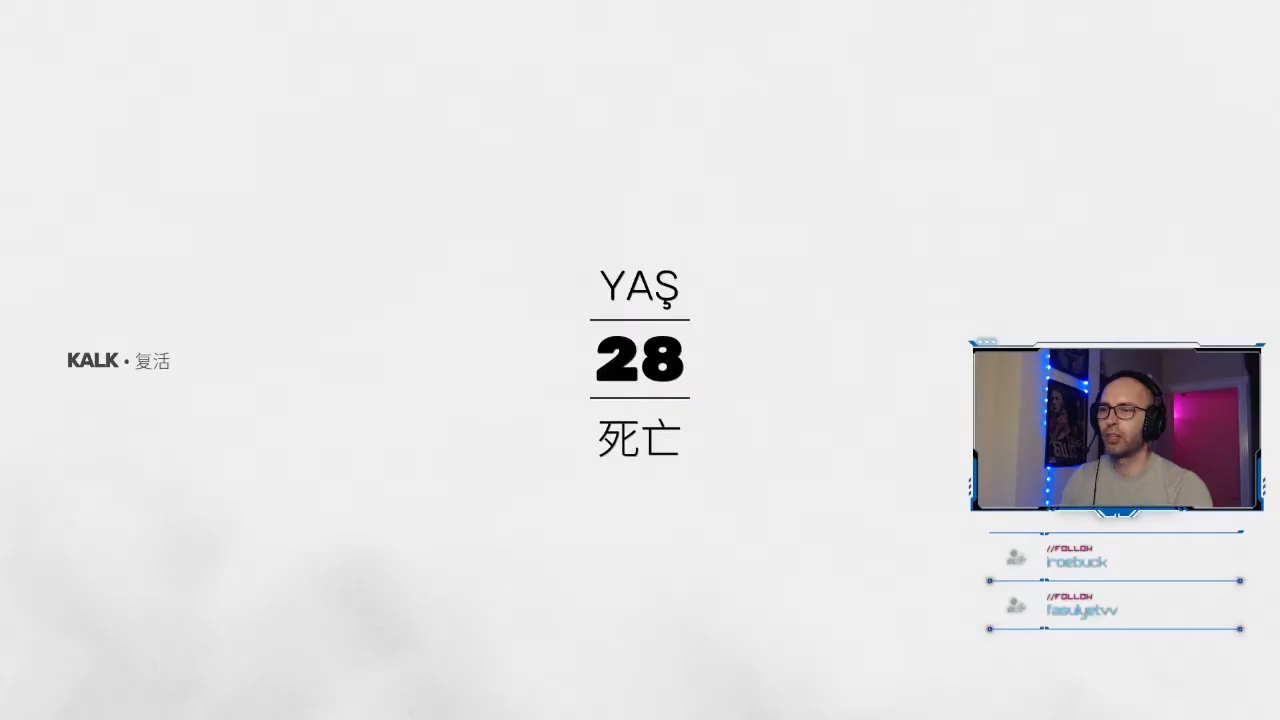 YAŞ
28
死亡
KALK • 复活
//FOLLOW
iroebuck
//FOLLOW
fasulyetvv